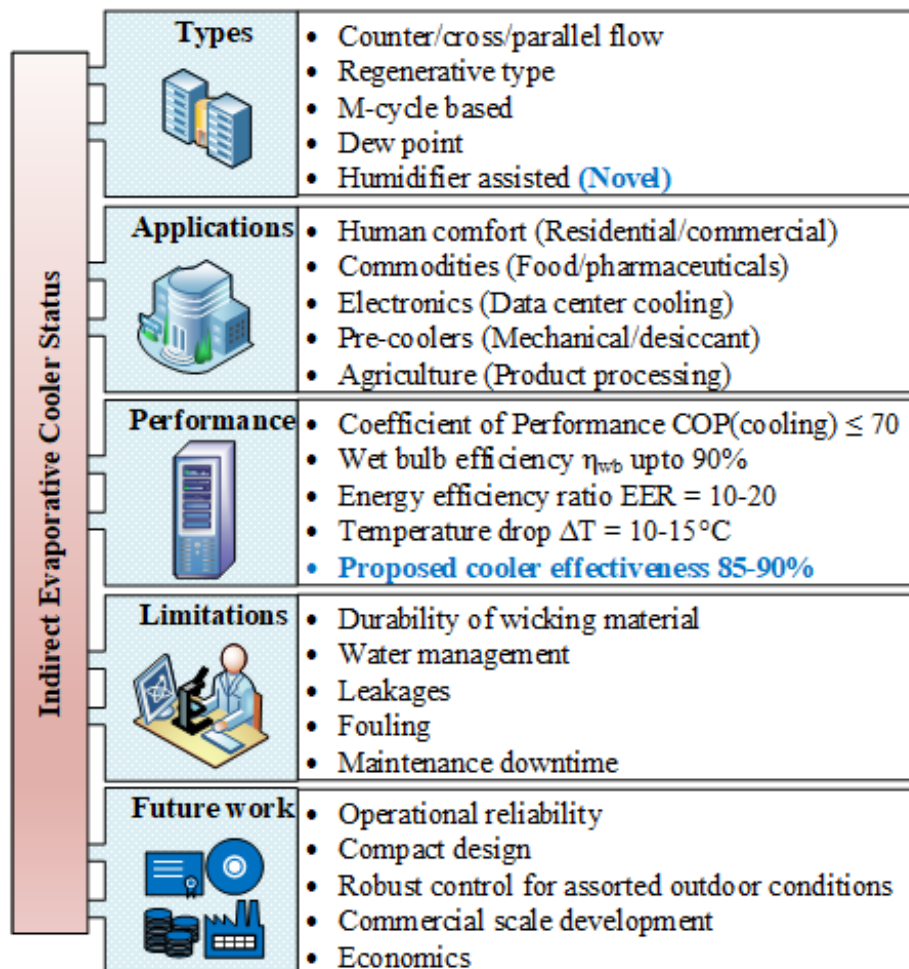 Indirect Evaporative Cooler Status
Types
• Counter/cross/parallel flow
• Regenerative type
• M-cycle based
• Dew point
• Humidifier assisted (Novel)
Applications
• Human comfort (Residential/commercial)
• Commodities (Food/pharmaceuticals)
• Electronics (Data center cooling)
• Pre-coolers (Mechanical/desiccant)
• Agriculture (Product processing)
Performance
• Coefficient of Performance COP(cooling) ≤ 70
• Wet bulb efficiency ηwb upto 90%
• Energy efficiency ratio EER = 10-20
• Temperature drop ΔT = 10-15°C
• Proposed cooler effectiveness 85-90%
Limitations
• Durability of wicking material
• Water management
• Leakages
• Fouling
• Maintenance downtime
Future work
• Operational reliability
• Compact design
• Robust control for assorted outdoor conditions
• Commercial scale development
• Economics